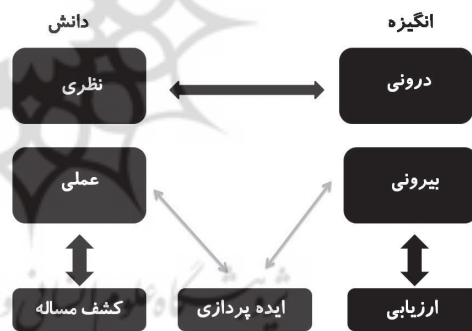 انگیزه
دانش
درونی
نظری
بیرونی
عملی
ارزیابی
ایده پردازی
کشف مساله